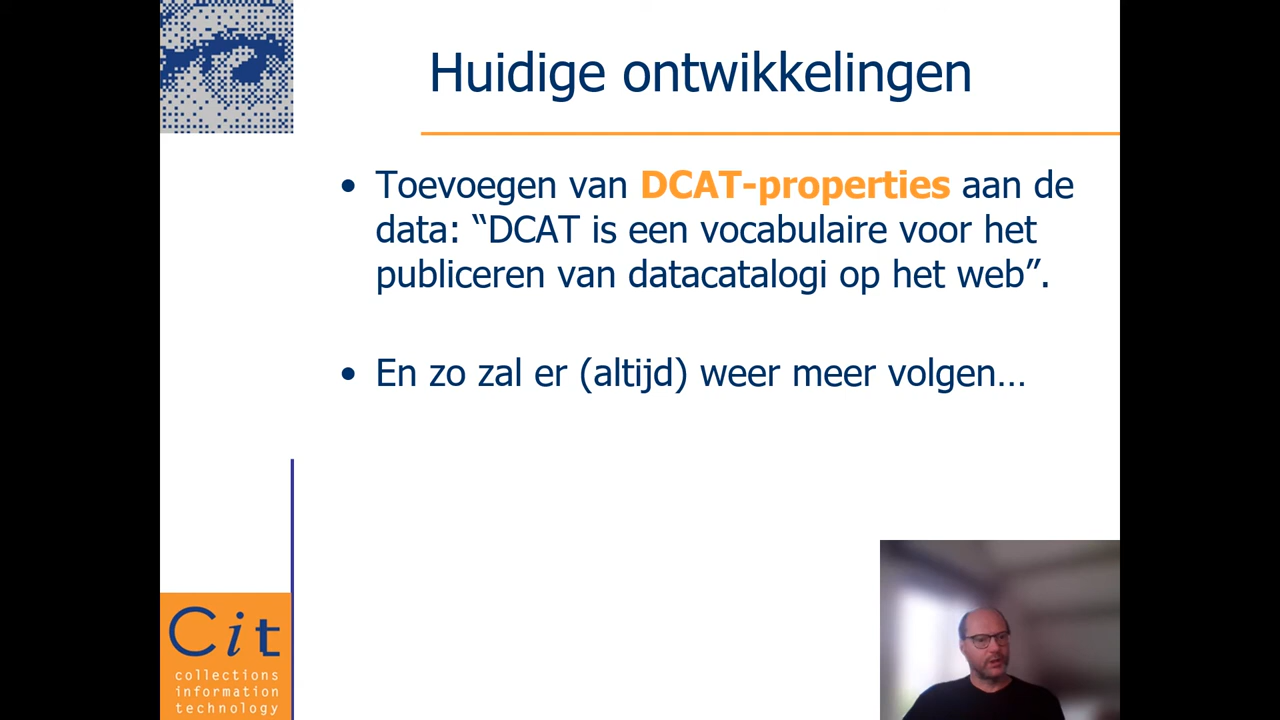 Huidige ontwikkelingen
• Toevoegen van DCAT-properties aan de
data: “DCAT is een vocabulaire voor het
publiceren van datacatalogi op het web”.
• En zo zal er (altijd) weer meer volgen…
Cit
collections
information
technology